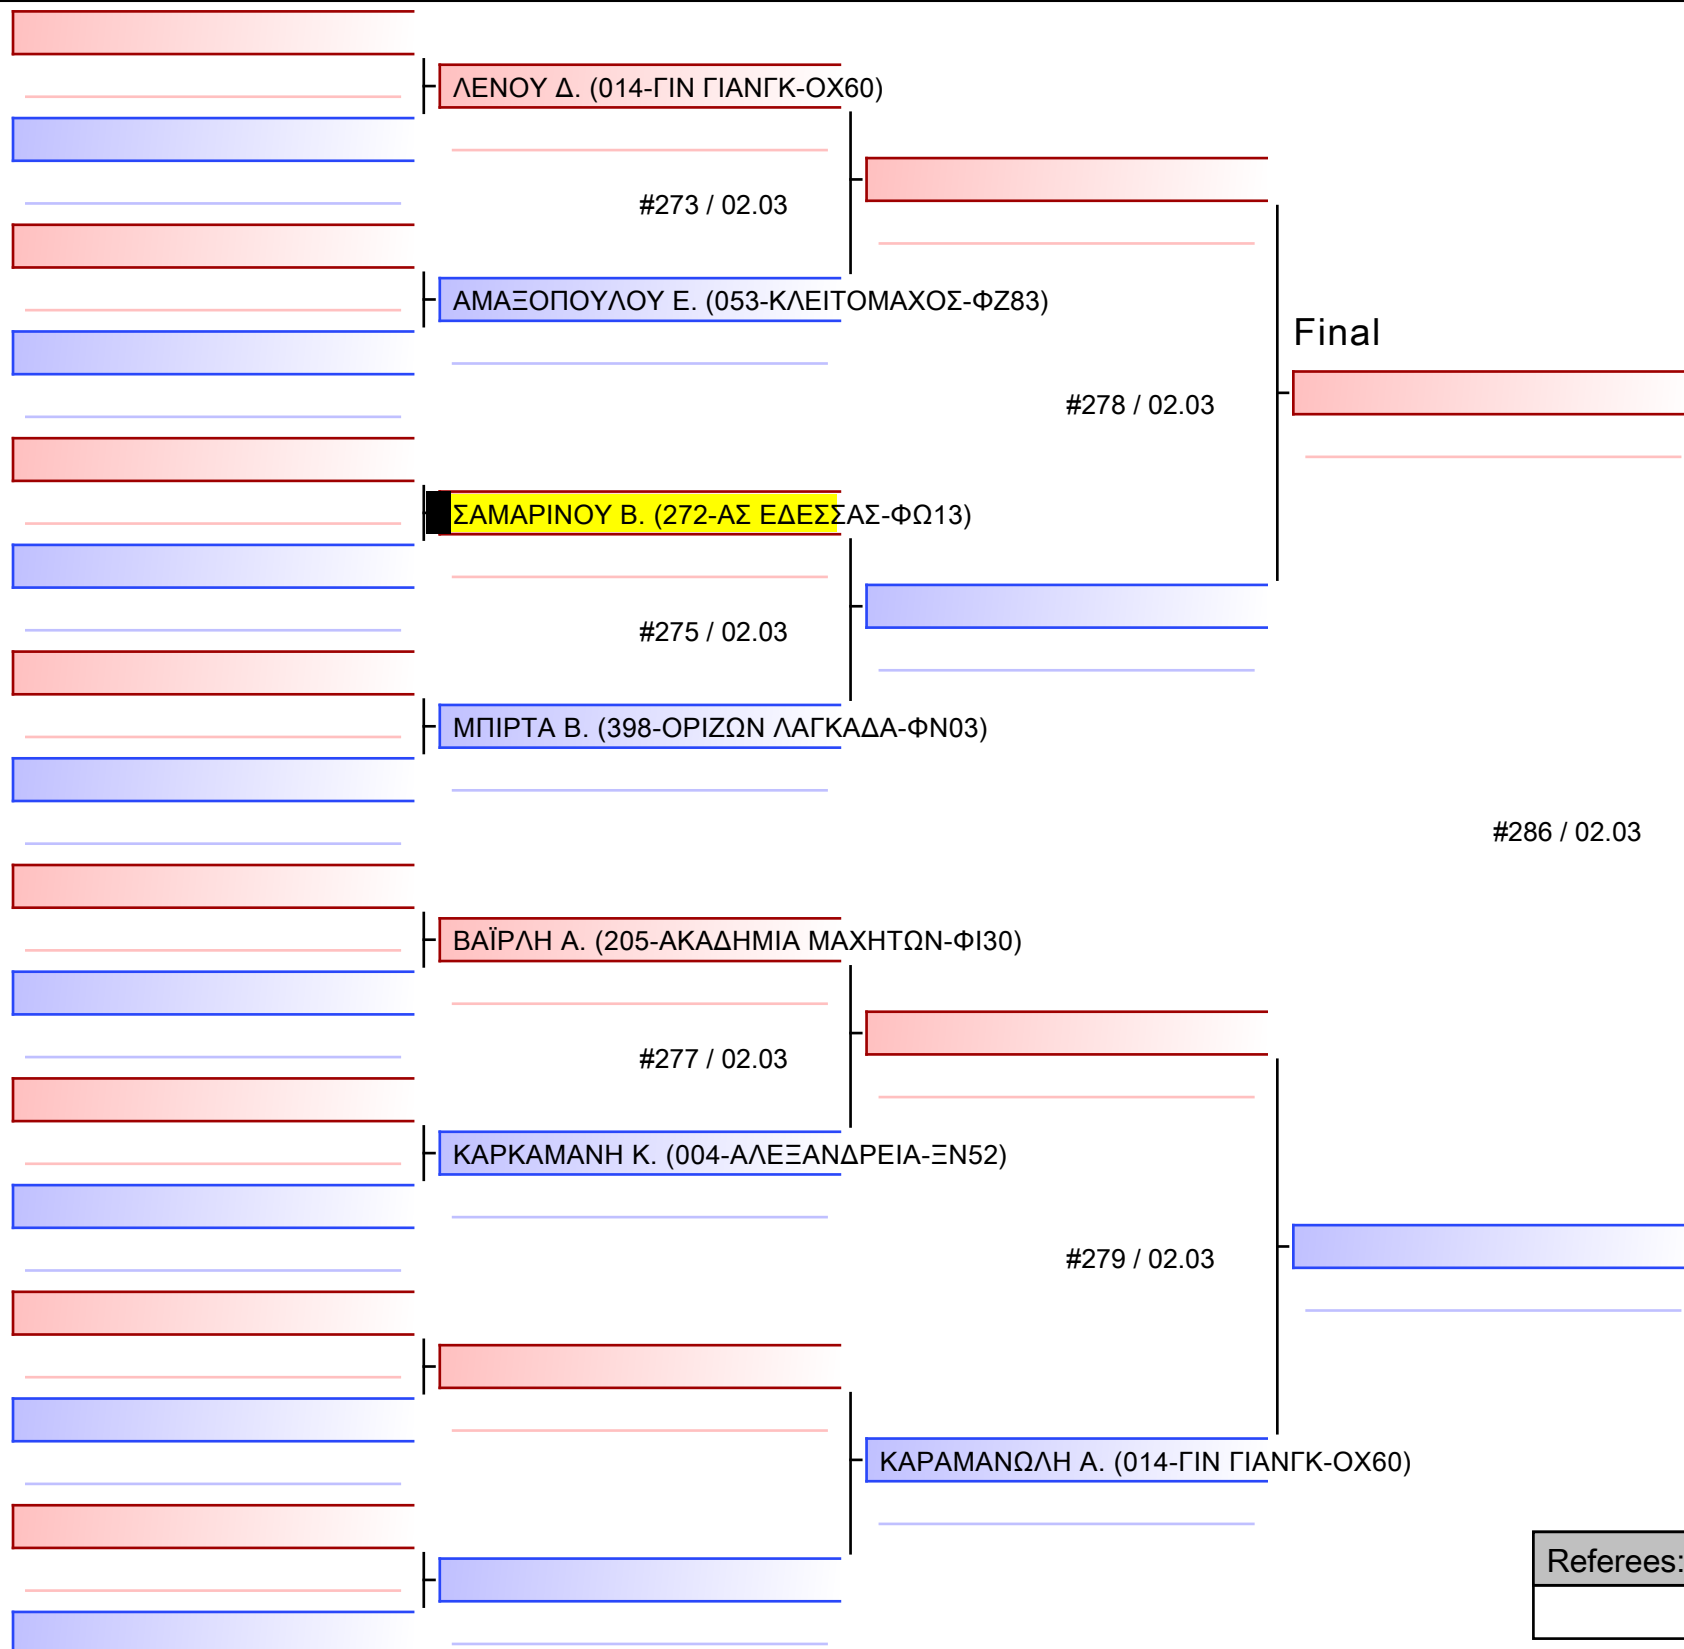 ΛΕΝΟΥ Δ. (014-ΓΙΝ ΓΙΑΝΓΚ-ΟΧ60)
#273 / 02.03
ΑΜΑΞΟΠΟΥΛΟΥ Ε. (053-ΚΛΕΙΤΟΜΑΧΟΣ-ΦΖ83)
Final
#278 / 02.03
ΣΑΜΑΡΙΝΟΥ Β. (272-ΑΣ ΕΔΕΣΣΑΣ-ΦΩ13)
#275 / 02.03
ΜΠΙΡΤΑ Β. (398-ΟΡΙΖΩΝ ΛΑΓΚΑΔΑ-ΦΝ03)
#286 / 02.03
ΒΑΪΡΛΗ Α. (205-ΑΚΑΔΗΜΙΑ ΜΑΧΗΤΩΝ-ΦΙ30)
#277 / 02.03
ΚΑΡΚΑΜΑΝΗ Κ. (004-ΑΛΕΞΑΝΔΡΕΙΑ-ΞΝ52)
#279 / 02.03
ΚΑΡΑΜΑΝΩΛΗ Α. (014-ΓΙΝ ΓΙΑΝΓΚ-ΟΧ60)
Referees: